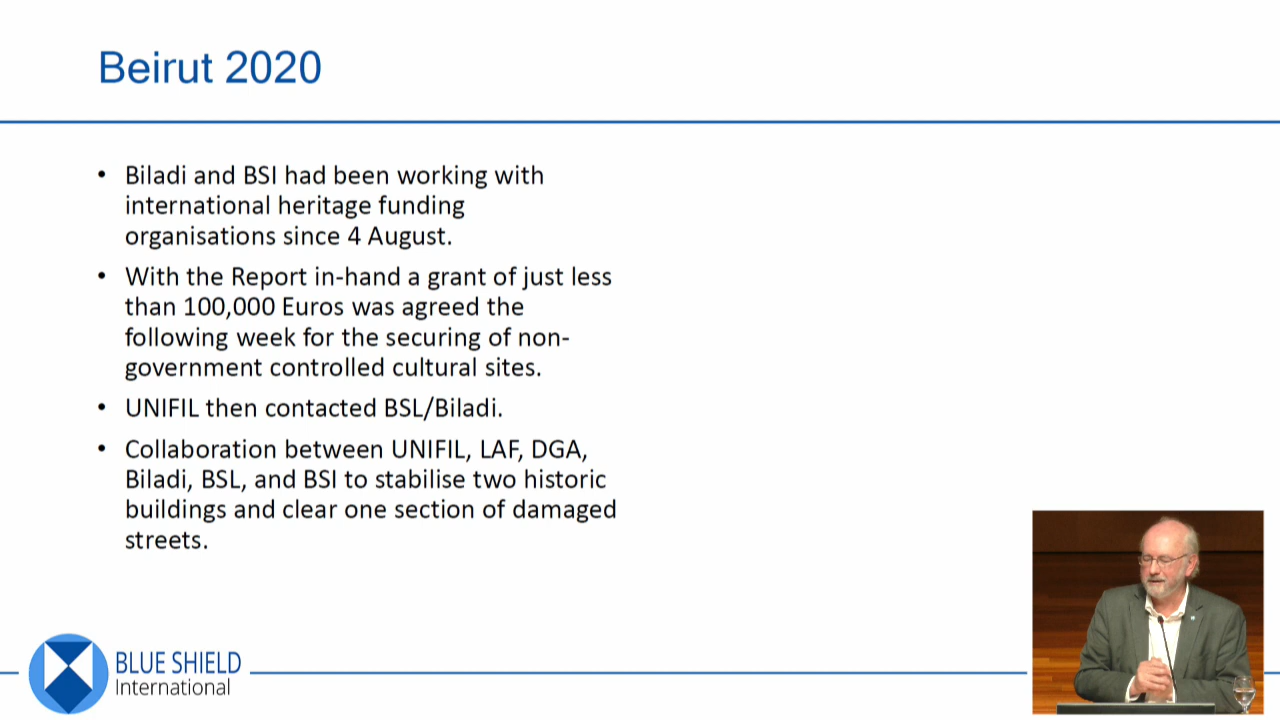 Beirut 2020
• Biladi and BSI had been working with
international heritage funding
organisations since 4 August.
• With the Report in-hand a grant of just less
than 100,000 Euros was agreed the
following week for the securing of non-
government controlled cultural sites.
• UNIFIL then contacted BSL/Biladi.
• Collaboration between UNIFIL, LAF, DGA,
Biladi, BSL, and BSI to stabilise two historic
buildings and clear one section of damaged
streets.
BLUE SHIELD
International